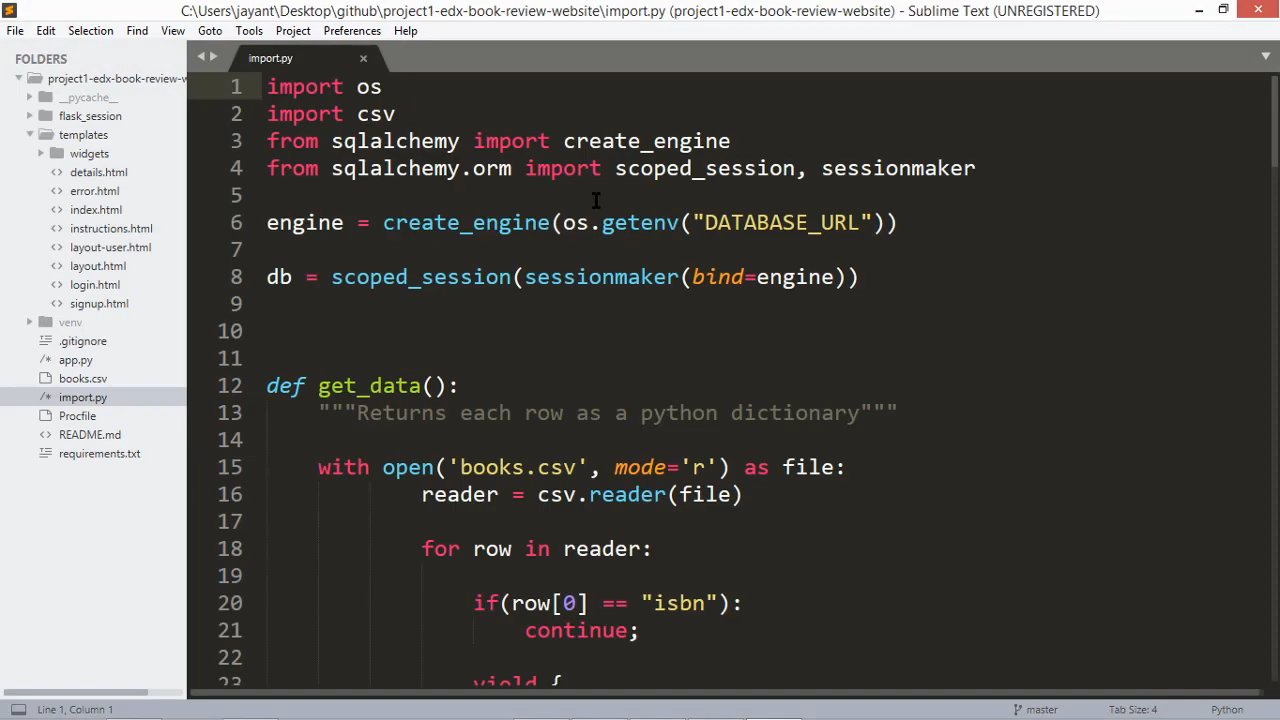 C:\Users\jayant\Desktop\github\project1-edx-book-review-website\import.py (project1-edx-book-review-website) - Sublime Text (UNREGISTERED)
File Edit Selection Find View Goto Tools Project Preferences Help
FOLDERS
project1-edx-book-review-w
__pycache__
flask_session
templates
widgets
details.html
error.html
index.html
instructions.html
layout-user.html
layout.html
login.html
signup.html
venv
.gitignore
app.py
books.csv
import.py
Procfile
README.md
requirements.txt
import.py
1 import os
2 import csv
3 from sqlalchemy import create_engine
4 from sqlalchemy.orm import scoped_session, sessionmaker
5
6 engine = create_engine(os.getenv("DATABASE_URL"))
7
8 db = scoped_session(sessionmaker(bind=engine))
9
10
11
12 def get_data():
13 """Returns each row as a python dictionary"""
14
15 with open('books.csv', mode='r') as file:
16 reader = csv.reader(file)
17
18 for row in reader:
19
20 if(row[0] == "isbn"):
21 continue;
22
23 yield {
Line 1, Column 1
master
Tab Size: 4
Python